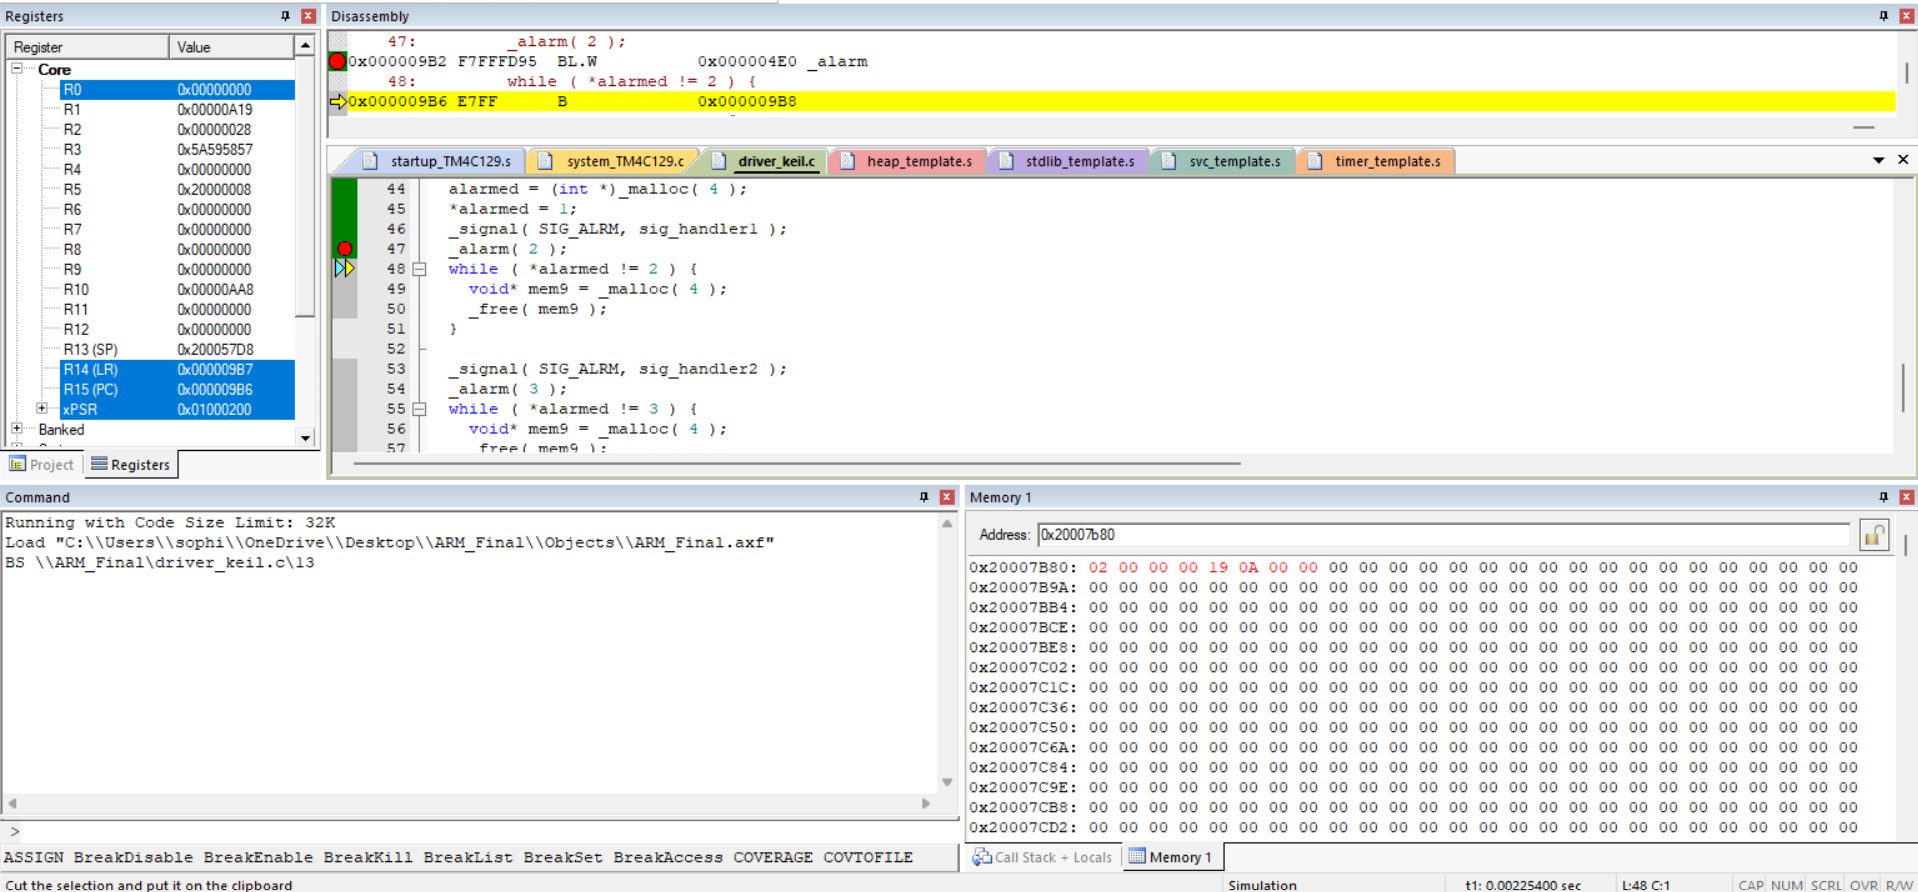 Registers
Register Value
Core
R0 0x00000000
R1 0x00000A19
R2 0x00000028
R3 0x5A595857
R4 0x00000000
R5 0x20000008
R6 0x00000000
R7 0x00000000
R8 0x00000000
R9 0x00000000
R10 0x00000AA8
R11 0x00000000
R12 0x00000000
R13 (SP) 0x200057D8
R14 (LR) 0x000009B7
R15 (PC) 0x000009B6
xPSR 0x01000200
Banked
Project Registers
Disassembly
47: _alarm( 2 );
0x000009B2 F7FFFD95 BL.W 0x000004E0 _alarm
48: while ( *alarmed != 2 ) {
0x000009B6 E7FF B 0x000009B8
startup_TM4C129.s system_TM4C129.c driver_keil.c heap_template.s stdlib_template.s svc_template.s timer_template.s
44 alarmed = (int *)_malloc( 4 );
45 *alarmed = 1;
46 _signal( SIG_ALRM, sig_handler1 );
47 _alarm( 2 );
48 while ( *alarmed != 2 ) {
49 void* mem9 = _malloc( 4 );
50 _free( mem9 );
51 }
52
53 _signal( SIG_ALRM, sig_handler2 );
54 _alarm( 3 );
55 while ( *alarmed != 3 ) {
56 void* mem9 = _malloc( 4 );
57 free( mem9 );
Command
Running with Code Size Limit: 32K
Load "C:\\Users\\sophi\\OneDrive\\Desktop\\ARM_Final\\Objects\\ARM_Final.axf"
BS \\ARM_Final\driver_keil.c\13
>
ASSIGN BreakDisable BreakEnable BreakKill BreakList BreakSet BreakAccess COVERAGE COVTOFILE
Memory 1
Address: 0x20007b80
0x20007B80: 02 00 00 00 19 0A 00 00 00 00 00 00 00 00 00 00 00 00 00 00 00 00 00 00 00 00
0x20007B9A: 00 00 00 00 00 00 00 00 00 00 00 00 00 00 00 00 00 00 00 00 00 00 00 00 00 00
0x20007BB4: 00 00 00 00 00 00 00 00 00 00 00 00 00 00 00 00 00 00 00 00 00 00 00 00 00 00
0x20007BCE: 00 00 00 00 00 00 00 00 00 00 00 00 00 00 00 00 00 00 00 00 00 00 00 00 00 00
0x20007BE8: 00 00 00 00 00 00 00 00 00 00 00 00 00 00 00 00 00 00 00 00 00 00 00 00 00 00
0x20007C02: 00 00 00 00 00 00 00 00 00 00 00 00 00 00 00 00 00 00 00 00 00 00 00 00 00 00
0x20007C1C: 00 00 00 00 00 00 00 00 00 00 00 00 00 00 00 00 00 00 00 00 00 00 00 00 00 00
0x20007C36: 00 00 00 00 00 00 00 00 00 00 00 00 00 00 00 00 00 00 00 00 00 00 00 00 00 00
0x20007C50: 00 00 00 00 00 00 00 00 00 00 00 00 00 00 00 00 00 00 00 00 00 00 00 00 00 00
0x20007C6A: 00 00 00 00 00 00 00 00 00 00 00 00 00 00 00 00 00 00 00 00 00 00 00 00 00 00
0x20007C84: 00 00 00 00 00 00 00 00 00 00 00 00 00 00 00 00 00 00 00 00 00 00 00 00 00 00
0x20007C9E: 00 00 00 00 00 00 00 00 00 00 00 00 00 00 00 00 00 00 00 00 00 00 00 00 00 00
0x20007CB8: 00 00 00 00 00 00 00 00 00 00 00 00 00 00 00 00 00 00 00 00 00 00 00 00 00 00
0x20007CD2: 00 00 00 00 00 00 00 00 00 00 00 00 00 00 00 00 00 00 00 00 00 00 00 00 00 00
Call Stack + Locals Memory 1
Cut the selection and put it on the clipboard Simulation t1: 0.00225400 sec L:48 C:1 CAP NUM SCRL OVR R/W